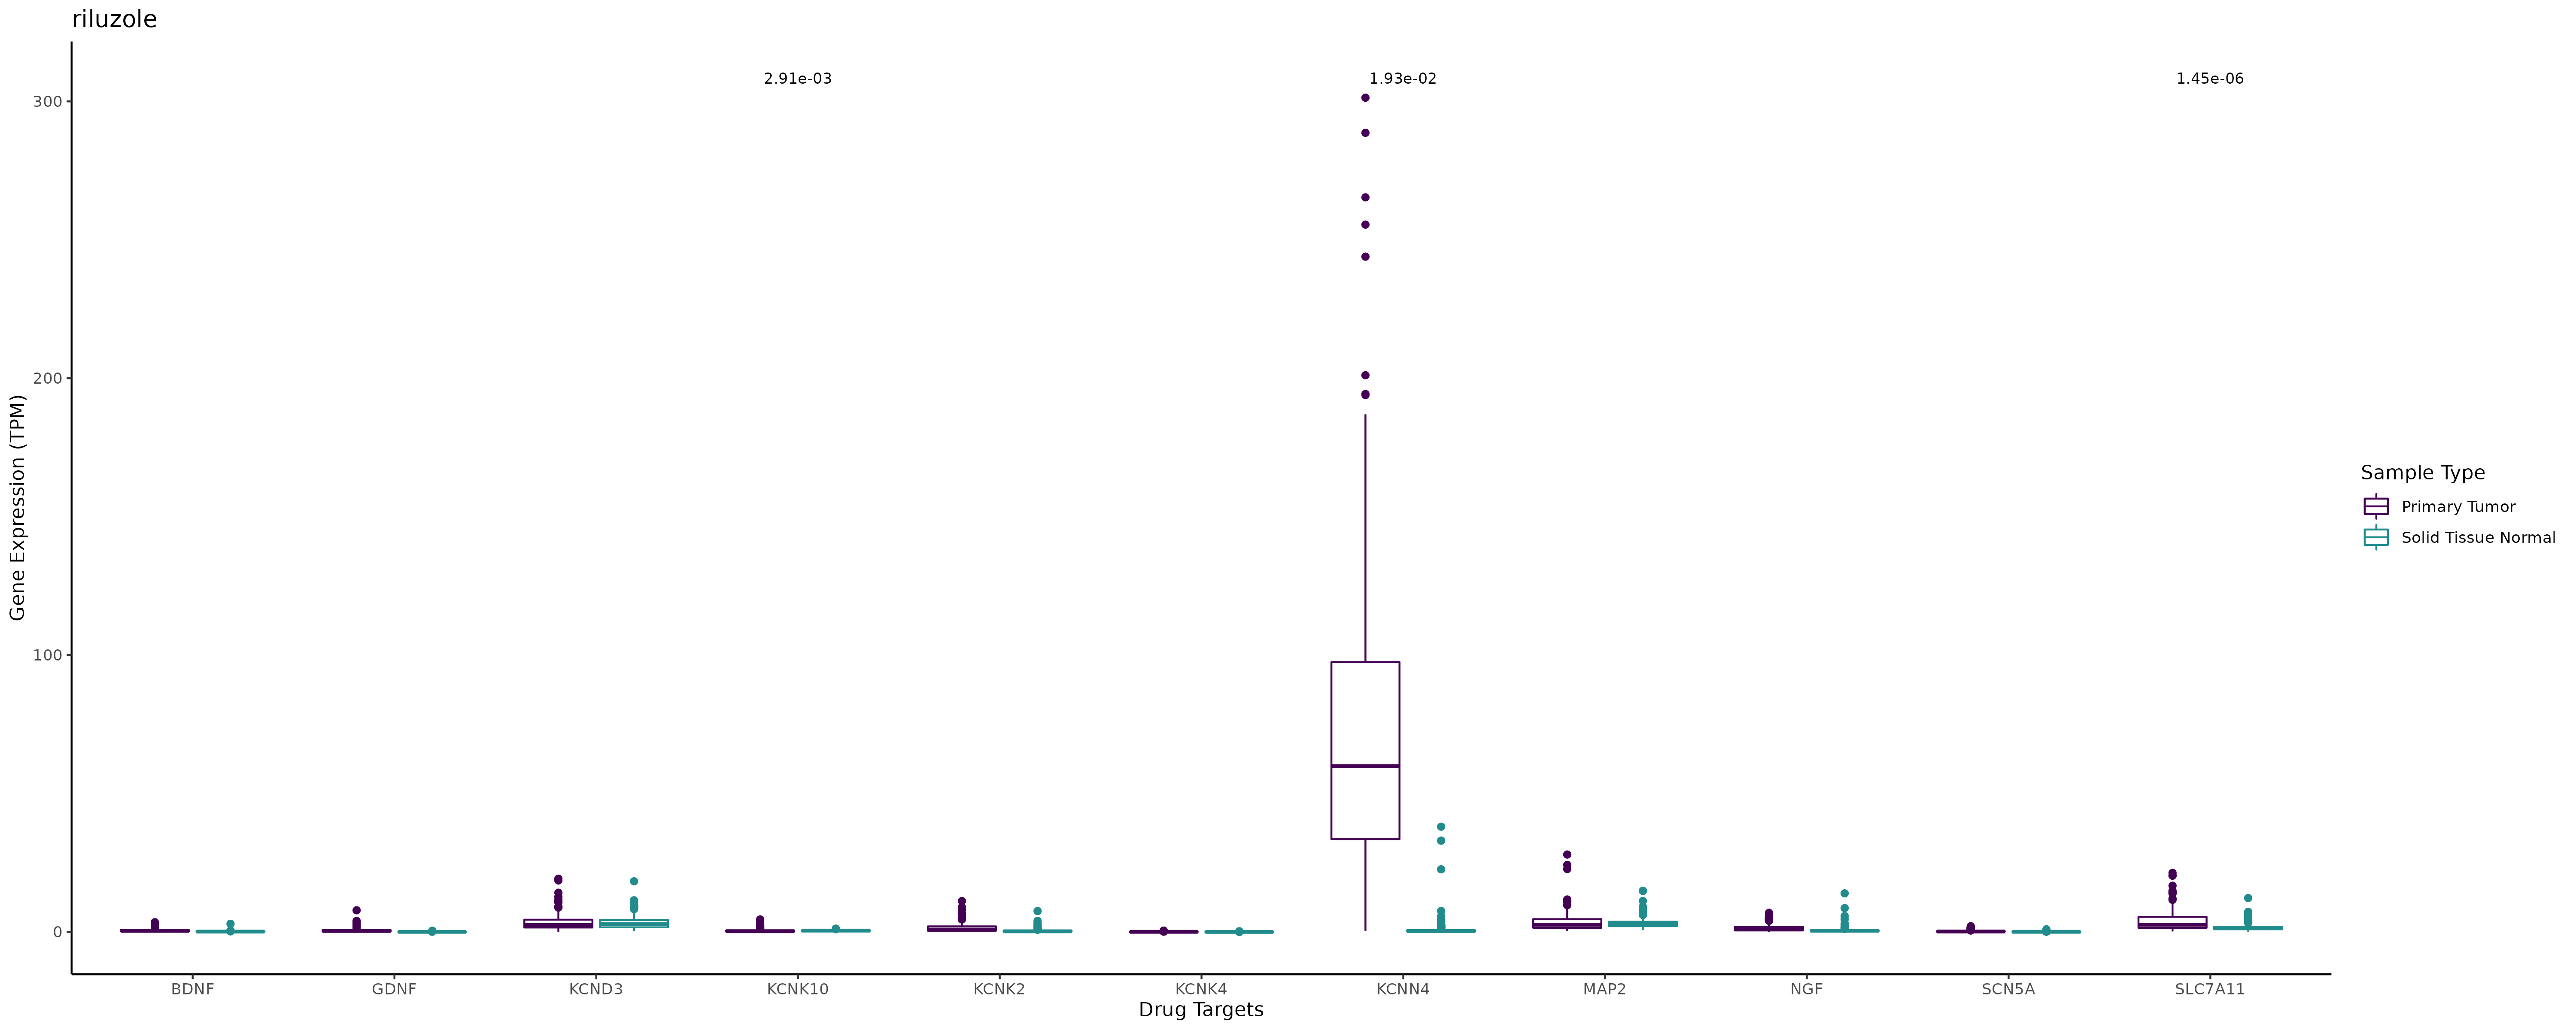 riluzole
2.91e-03 1.93e-02 1.45e-06
300
200
100
0
Gene Expression (TPM)
BDNF GDNF KCND3 KCNK10 KCNK2 KCNK4 KCNN4 MAP2 NGF SCN5A SLC7A11
Drug Targets
Sample Type
Primary Tumor
Solid Tissue Normal